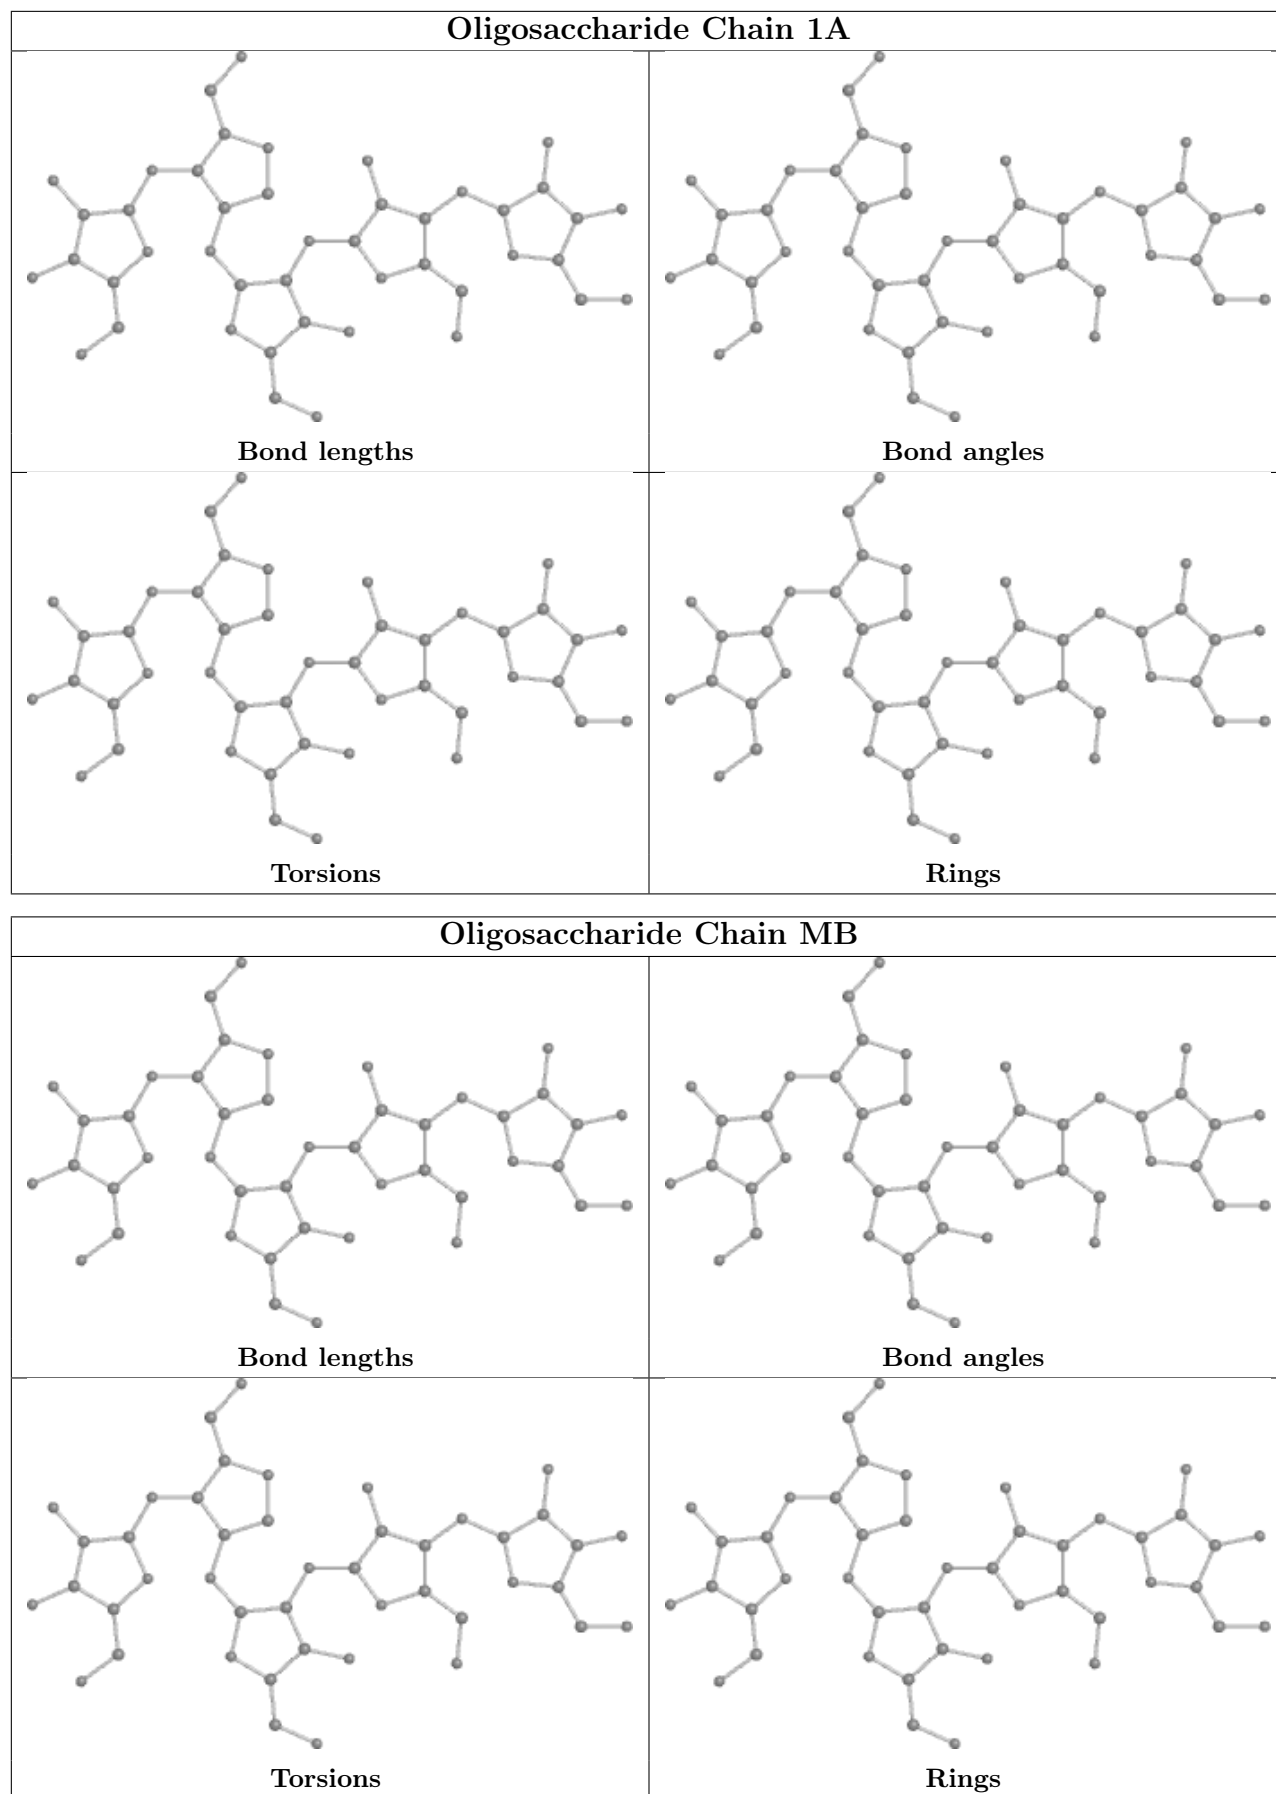 Oligosaccharide Chain 1A
Bond lengths
Bond angles
Torsions
Rings
Oligosaccharide Chain MB
Bond lengths
Bond angles
Torsions
Rings